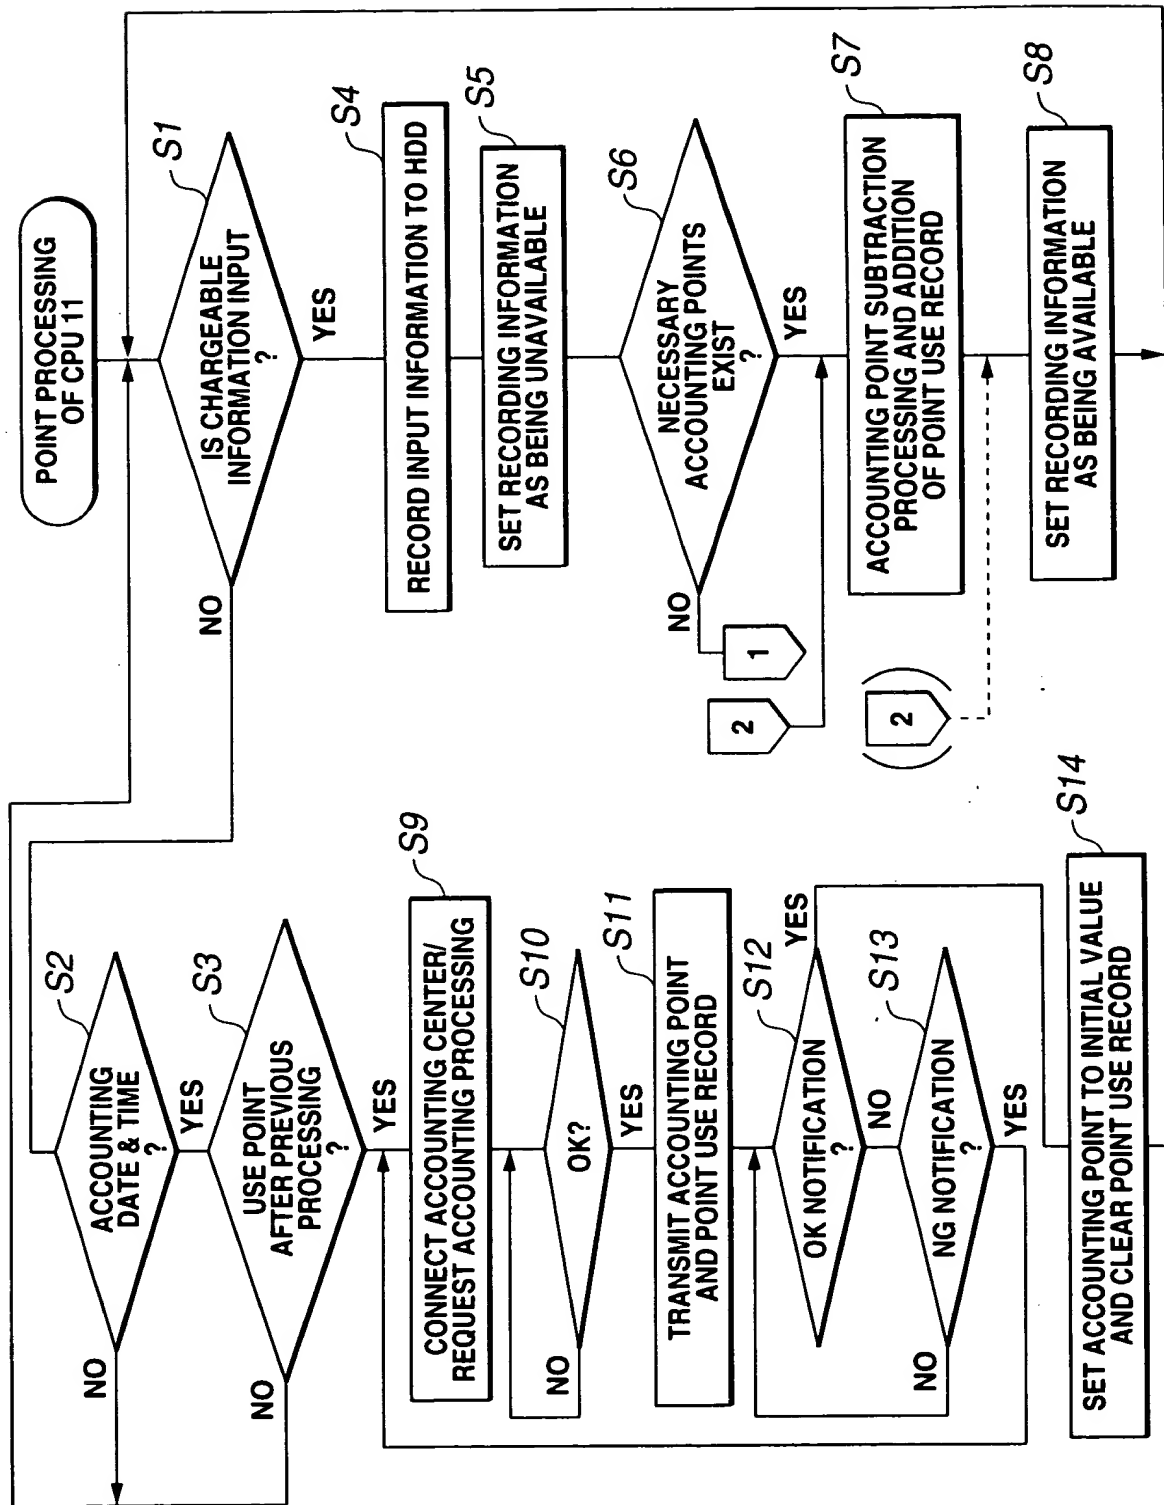 POINT PROCESSING
OF CPU 11
S1
IS CHARGEABLE
INFORMATION INPUT
?
NO
YES
S4
RECORD INPUT INFORMATION TO HDD
S5
SET RECORDING INFORMATION
AS BEING UNAVAILABLE
S6
NECESSARY
ACCOUNTING POINTS
EXIST
?
NO
YES
1
2
S7
ACCOUNTING POINT SUBTRACTION
PROCESSING AND ADDITION
OF POINT USE RECORD
( 2 )
S8
SET RECORDING INFORMATION
AS BEING AVAILABLE
S2
ACCOUNTING
DATE & TIME
?
NO
YES
S3
USE POINT
AFTER PREVIOUS
PROCESSING
?
NO
YES
S9
CONNECT ACCOUNTING CENTER/
REQUEST ACCOUNTING PROCESSING
S10
OK?
NO
YES
S11
TRANSMIT ACCOUNTING POINT
AND POINT USE RECORD
S12
OK NOTIFICATION
?
YES
NO
S13
NG NOTIFICATION
?
NO
YES
S14
SET ACCOUNTING POINT TO INITIAL VALUE
AND CLEAR POINT USE RECORD